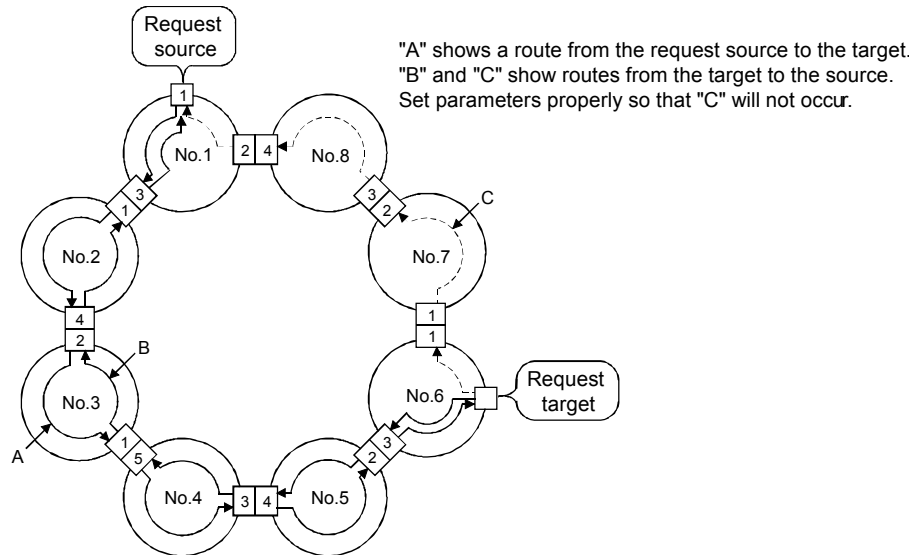 Request
source
"A" shows a route from the request source to the target.
"B" and "C" show routes from the target to the source.
Set parameters properly so that "C" will not occur.
1
No.1
2 4
No.8
3
1
3
2
C
No.2
No.7
4
2
1
1
B
No.3
No.6
Request
target
A
1
5
3
2
No.4
3 4
No.5